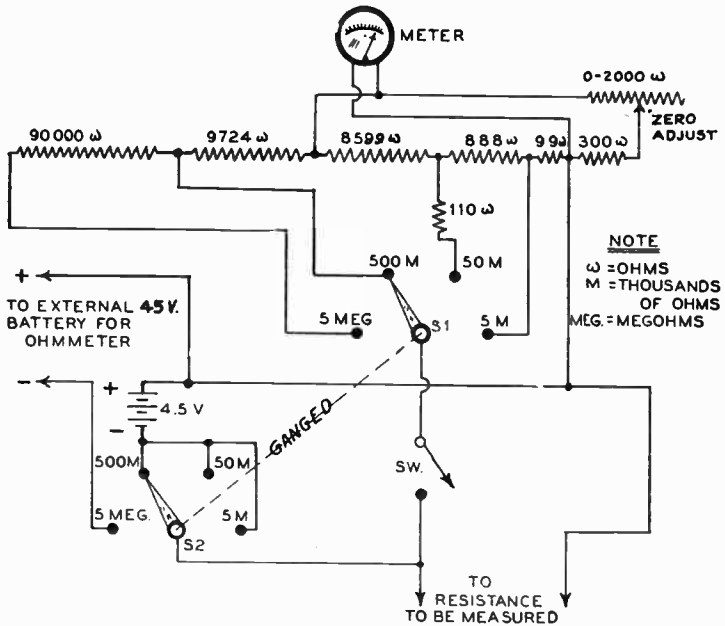 METER
0-2000 ω
ZERO
ADJUST
90000 ω
9724 ω
8599 ω
888 ω
99 ω
300 ω
110 ω
500 M
50 M
5 MEG
S1
5 M
NOTE
ω = OHMS
M = THOUSANDS
OF OHMS
MEG. = MEGOHMS
+
TO EXTERNAL 45 V.
BATTERY FOR
OHMMETER
-
+
4.5 V
-
GANGED
500M
50M
5 MEG.
5 M
S2
SW.
TO
RESISTANCE
TO BE MEASURED